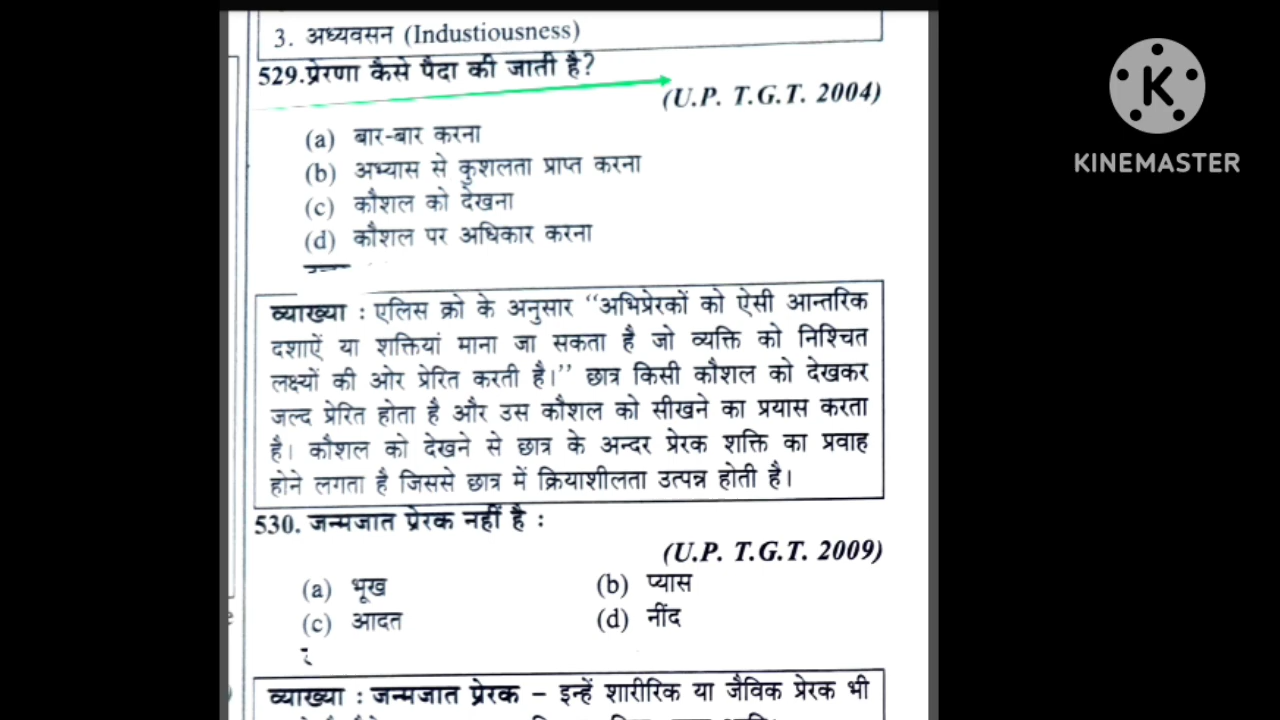 3. अध्यवसन (Industiousness)
529.प्रेरणा कैसे पैदा की जाती है?
(U.P. T.G.T. 2004)
(a) बार-बार करना
(b) अभ्यास से कुशलता प्राप्त करना
(c) कौशल को देखना
(d) कौशल पर अधिकार करना
व्याख्या : एलिस क्रो के अनुसार ‘‘अभिप्रेरकों को ऐसी आन्तरिक
दशाऐं या शक्तियां माना जा सकता है जो व्यक्ति को निश्चित
लक्ष्यों की ओर प्रेरित करती है।’’ छात्र किसी कौशल को देखकर
जल्द प्रेरित होता है और उस कौशल को सीखने का प्रयास करता
है। कौशल को देखने से छात्र के अन्दर प्रेरक शक्ति का प्रवाह
होने लगता है जिससे छात्र में क्रियाशीलता उत्पन्न होती है।
530. जन्मजात प्रेरक नहीं है :
(U.P. T.G.T. 2009)
(a) भूख (b) प्यास
(c) आदत (d) नींद
व्याख्या : जन्मजात प्रेरक – इन्हें शारीरिक या जैविक प्रेरक भी
K
KINEMASTER